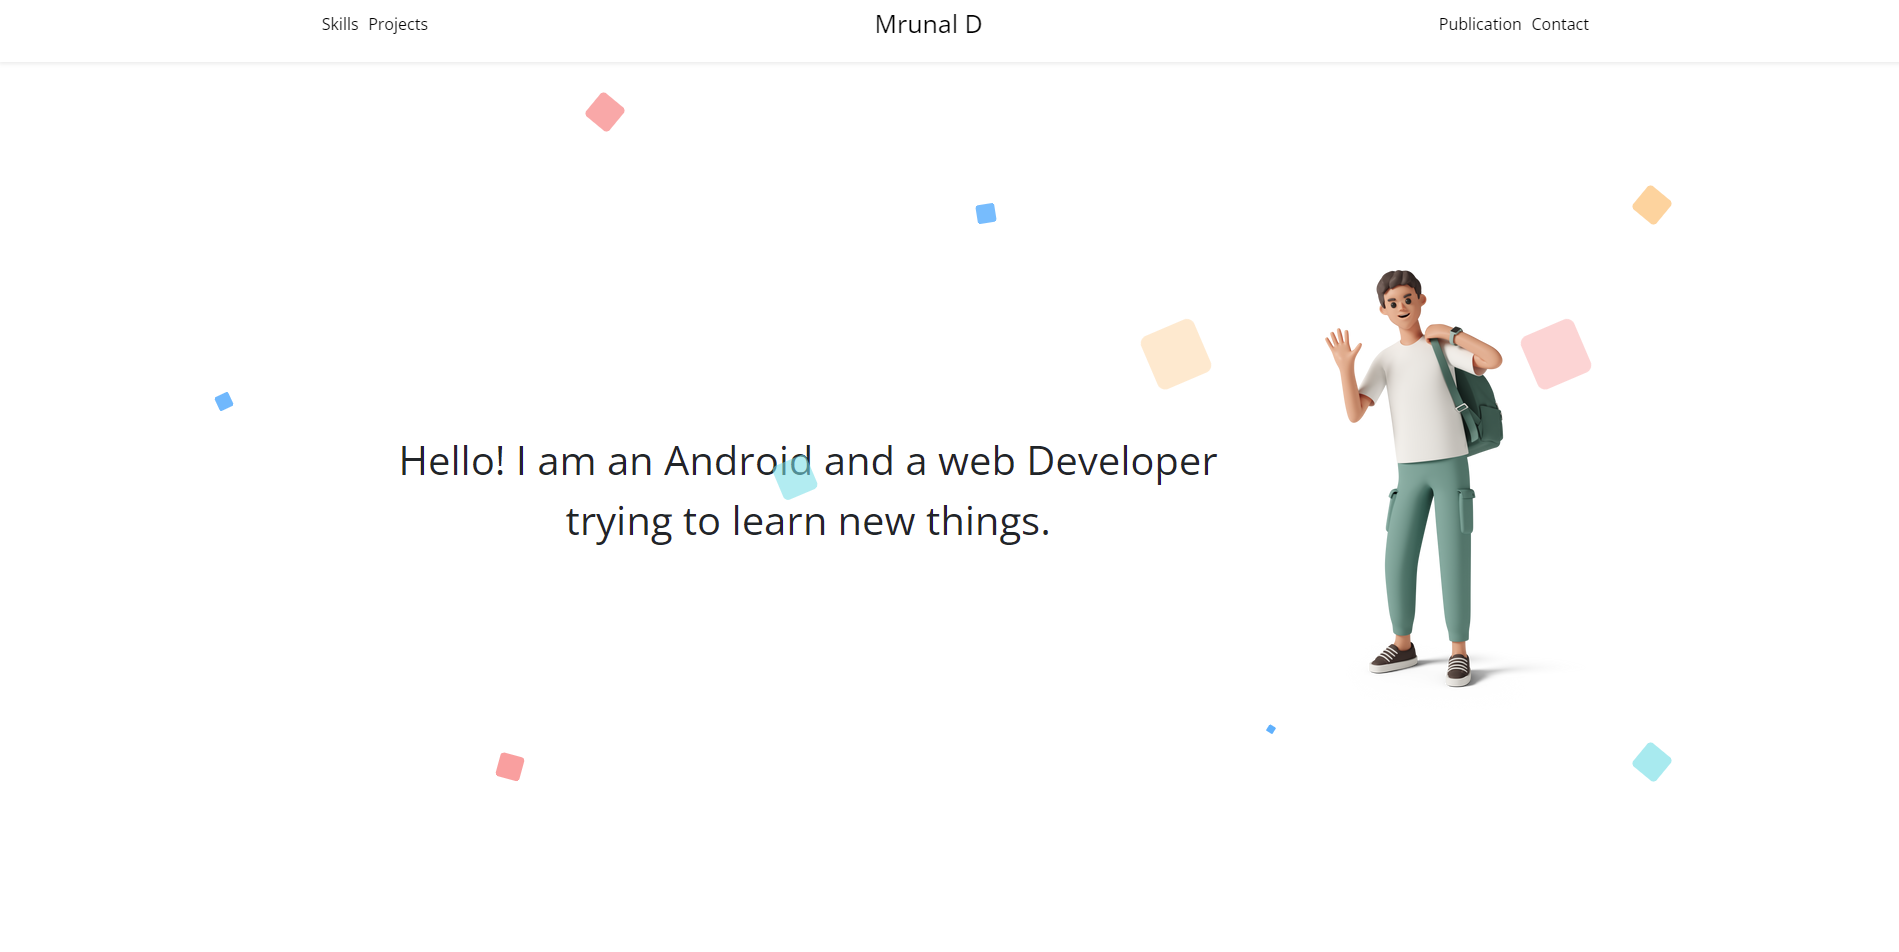 Skills Projects Mrunal D Publication Contact
Hello! I am an Android and a web Developer
trying to learn new things.